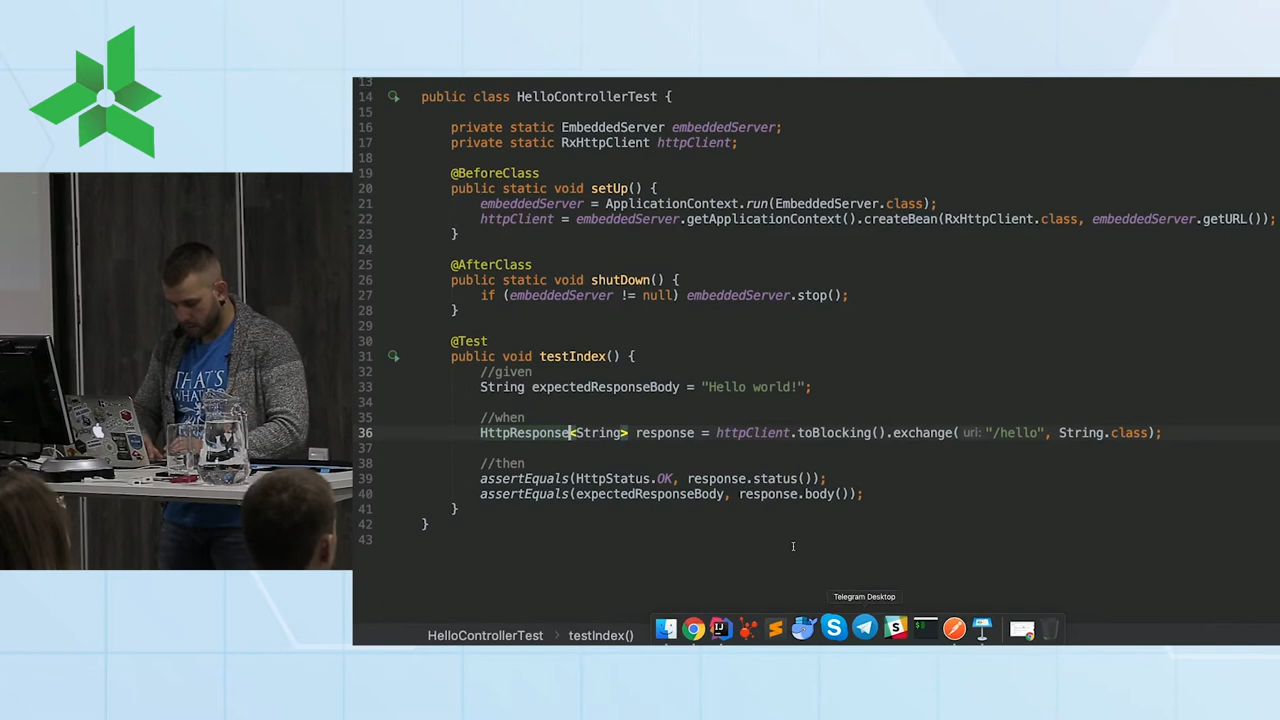 13
14 public class HelloControllerTest {
15
16 private static EmbeddedServer embeddedServer;
17 private static RxHttpClient httpClient;
18
19 @BeforeClass
20 public static void setUp() {
21 embeddedServer = ApplicationContext.run(EmbeddedServer.class);
22 httpClient = embeddedServer.getApplicationContext().createBean(RxHttpClient.class, embeddedServer.getURL());
23 }
24
25 @AfterClass
26 public static void shutDown() {
27 if (embeddedServer != null) embeddedServer.stop();
28 }
29
30 @Test
31 public void testIndex() {
32 //given
33 String expectedResponseBody = "Hello world!";
34
35 //when
36 HttpResponse<String> response = httpClient.toBlocking().exchange( uri: "/hello", String.class);
37
38 //then
39 assertEquals(HttpStatus.OK, response.status());
40 assertEquals(expectedResponseBody, response.body());
41 }
42 }
43
Telegram Desktop
HelloControllerTest › testIndex()
THAT'S
WHAT